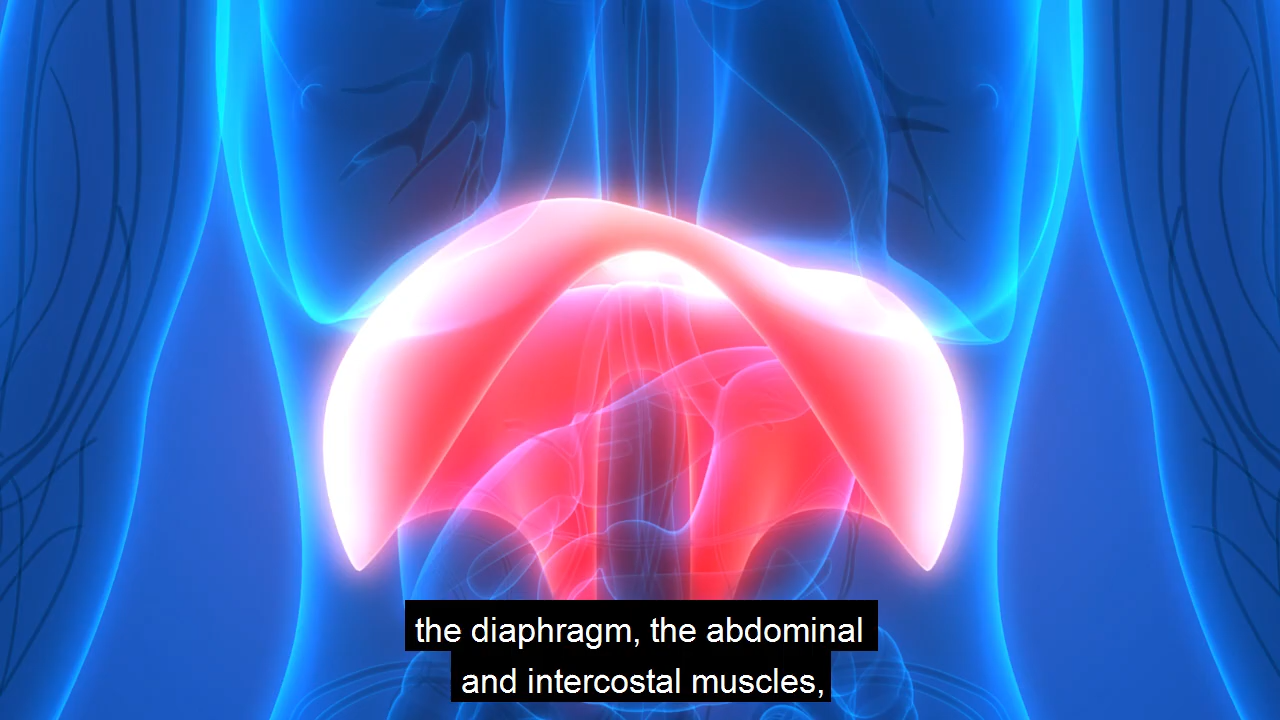 the diaphragm, the abdominal
and intercostal muscles,